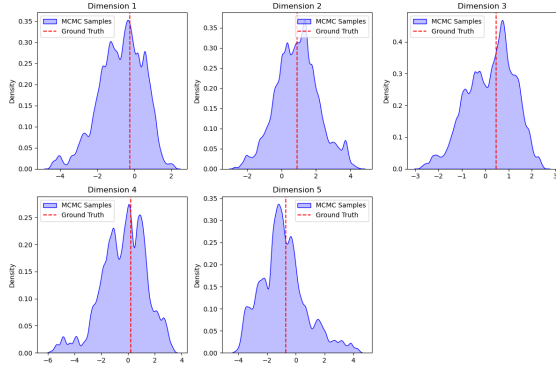 Dimension 1
MCMC Samples
Ground Truth
Density
0.35
0.30
0.25
0.20
0.15
0.10
0.05
0.00
−4 −2 0 2
Dimension 2
MCMC Samples
Ground Truth
Density
0.35
0.30
0.25
0.20
0.15
0.10
0.05
0.00
−2 0 2 4
Dimension 3
MCMC Samples
Ground Truth
Density
0.4
0.3
0.2
0.1
0.0
−3 −2 −1 0 1 2 3
Dimension 4
MCMC Samples
Ground Truth
Density
0.25
0.20
0.15
0.10
0.05
0.00
−6 −4 −2 0 2 4
Dimension 5
MCMC Samples
Ground Truth
Density
0.35
0.30
0.25
0.20
0.15
0.10
0.05
0.00
−4 −2 0 2 4